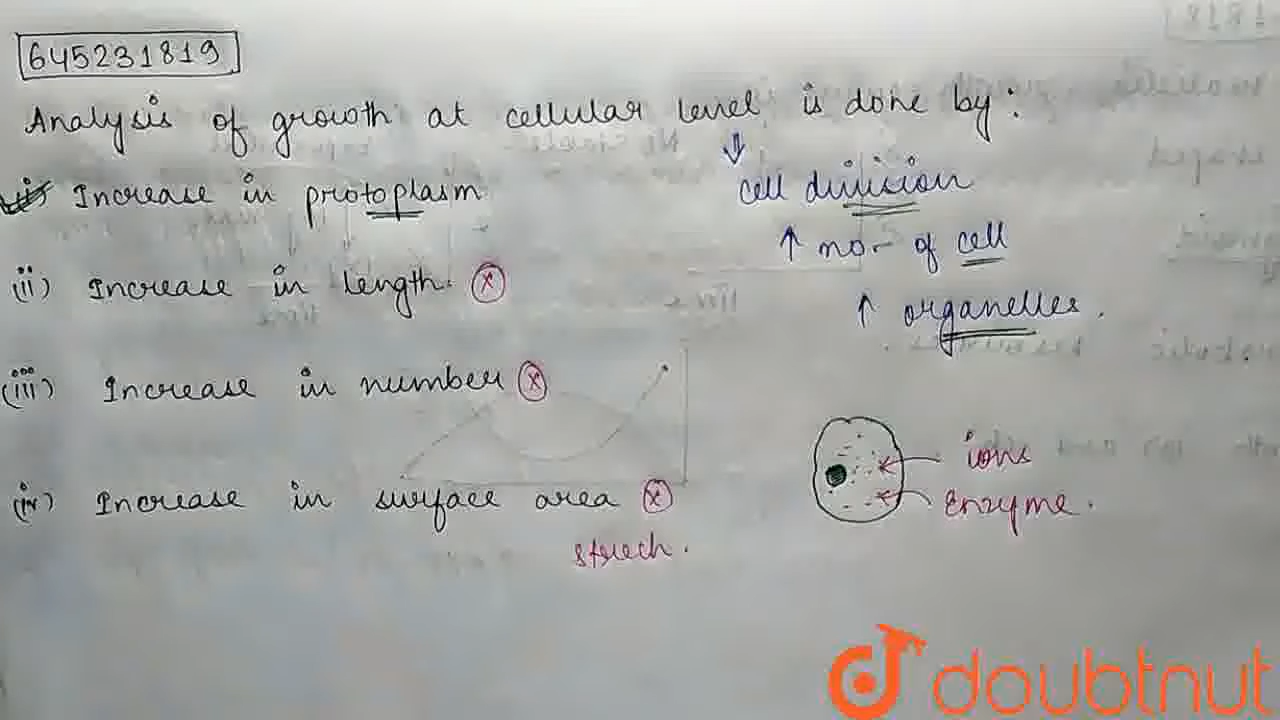 645231819
Analysis of growth at cellular level is done by:
(i) Increase in protoplasm
(ii) Increase in length. x
(iii) Increase in number x
(iv) Increase in surface area x
strech.
cell division
↑ no. of cell
↑ organelles.
ions
Enzyme.
doubtnut